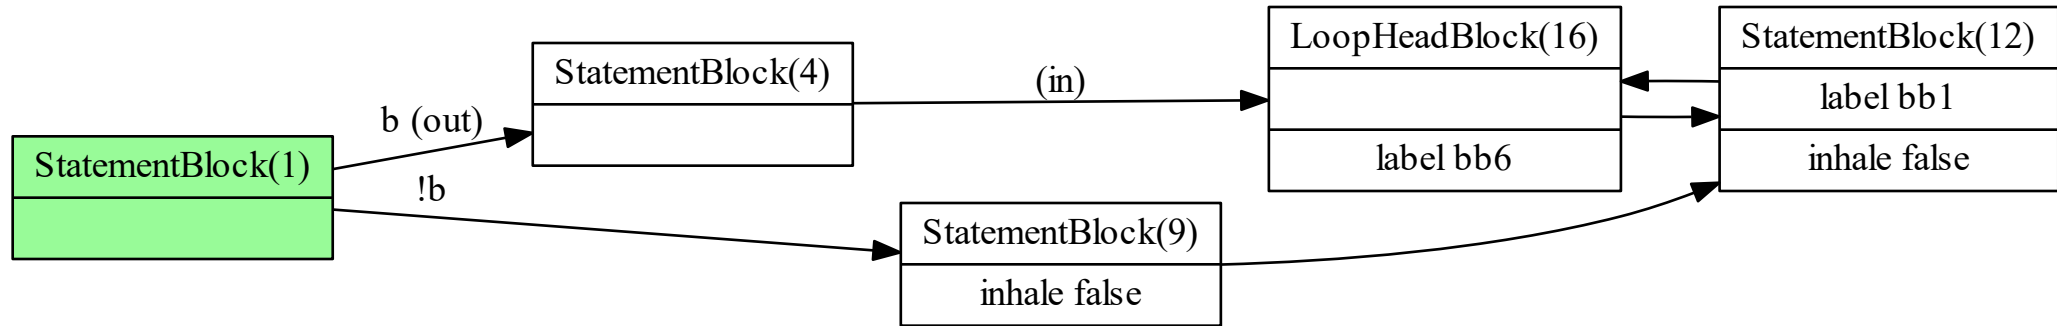 StatementBlock(1)
b (out)
!b
StatementBlock(4)
(in)
StatementBlock(9)
inhale false
LoopHeadBlock(16)
label bb6
StatementBlock(12)
label bb1
inhale false